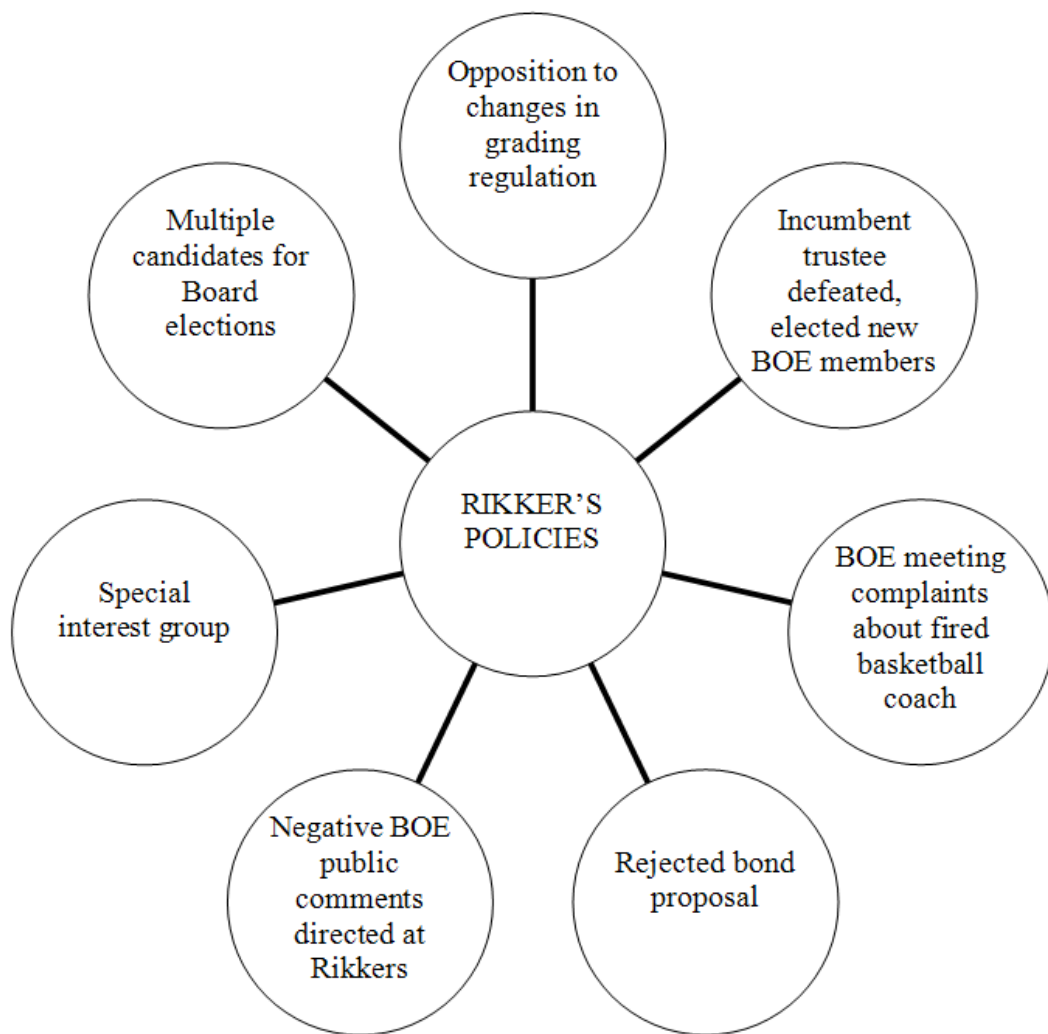 Opposition to
changes in
grading
regulation
Multiple
candidates for
Board
elections
Incumbent
trustee
defeated,
elected new
BOE members
RIKKER’S
POLICIES
Special
interest group
BOE meeting
complaints
about fired
basketball
coach
Negative BOE
public
comments
directed at
Rikkers
Rejected bond
proposal